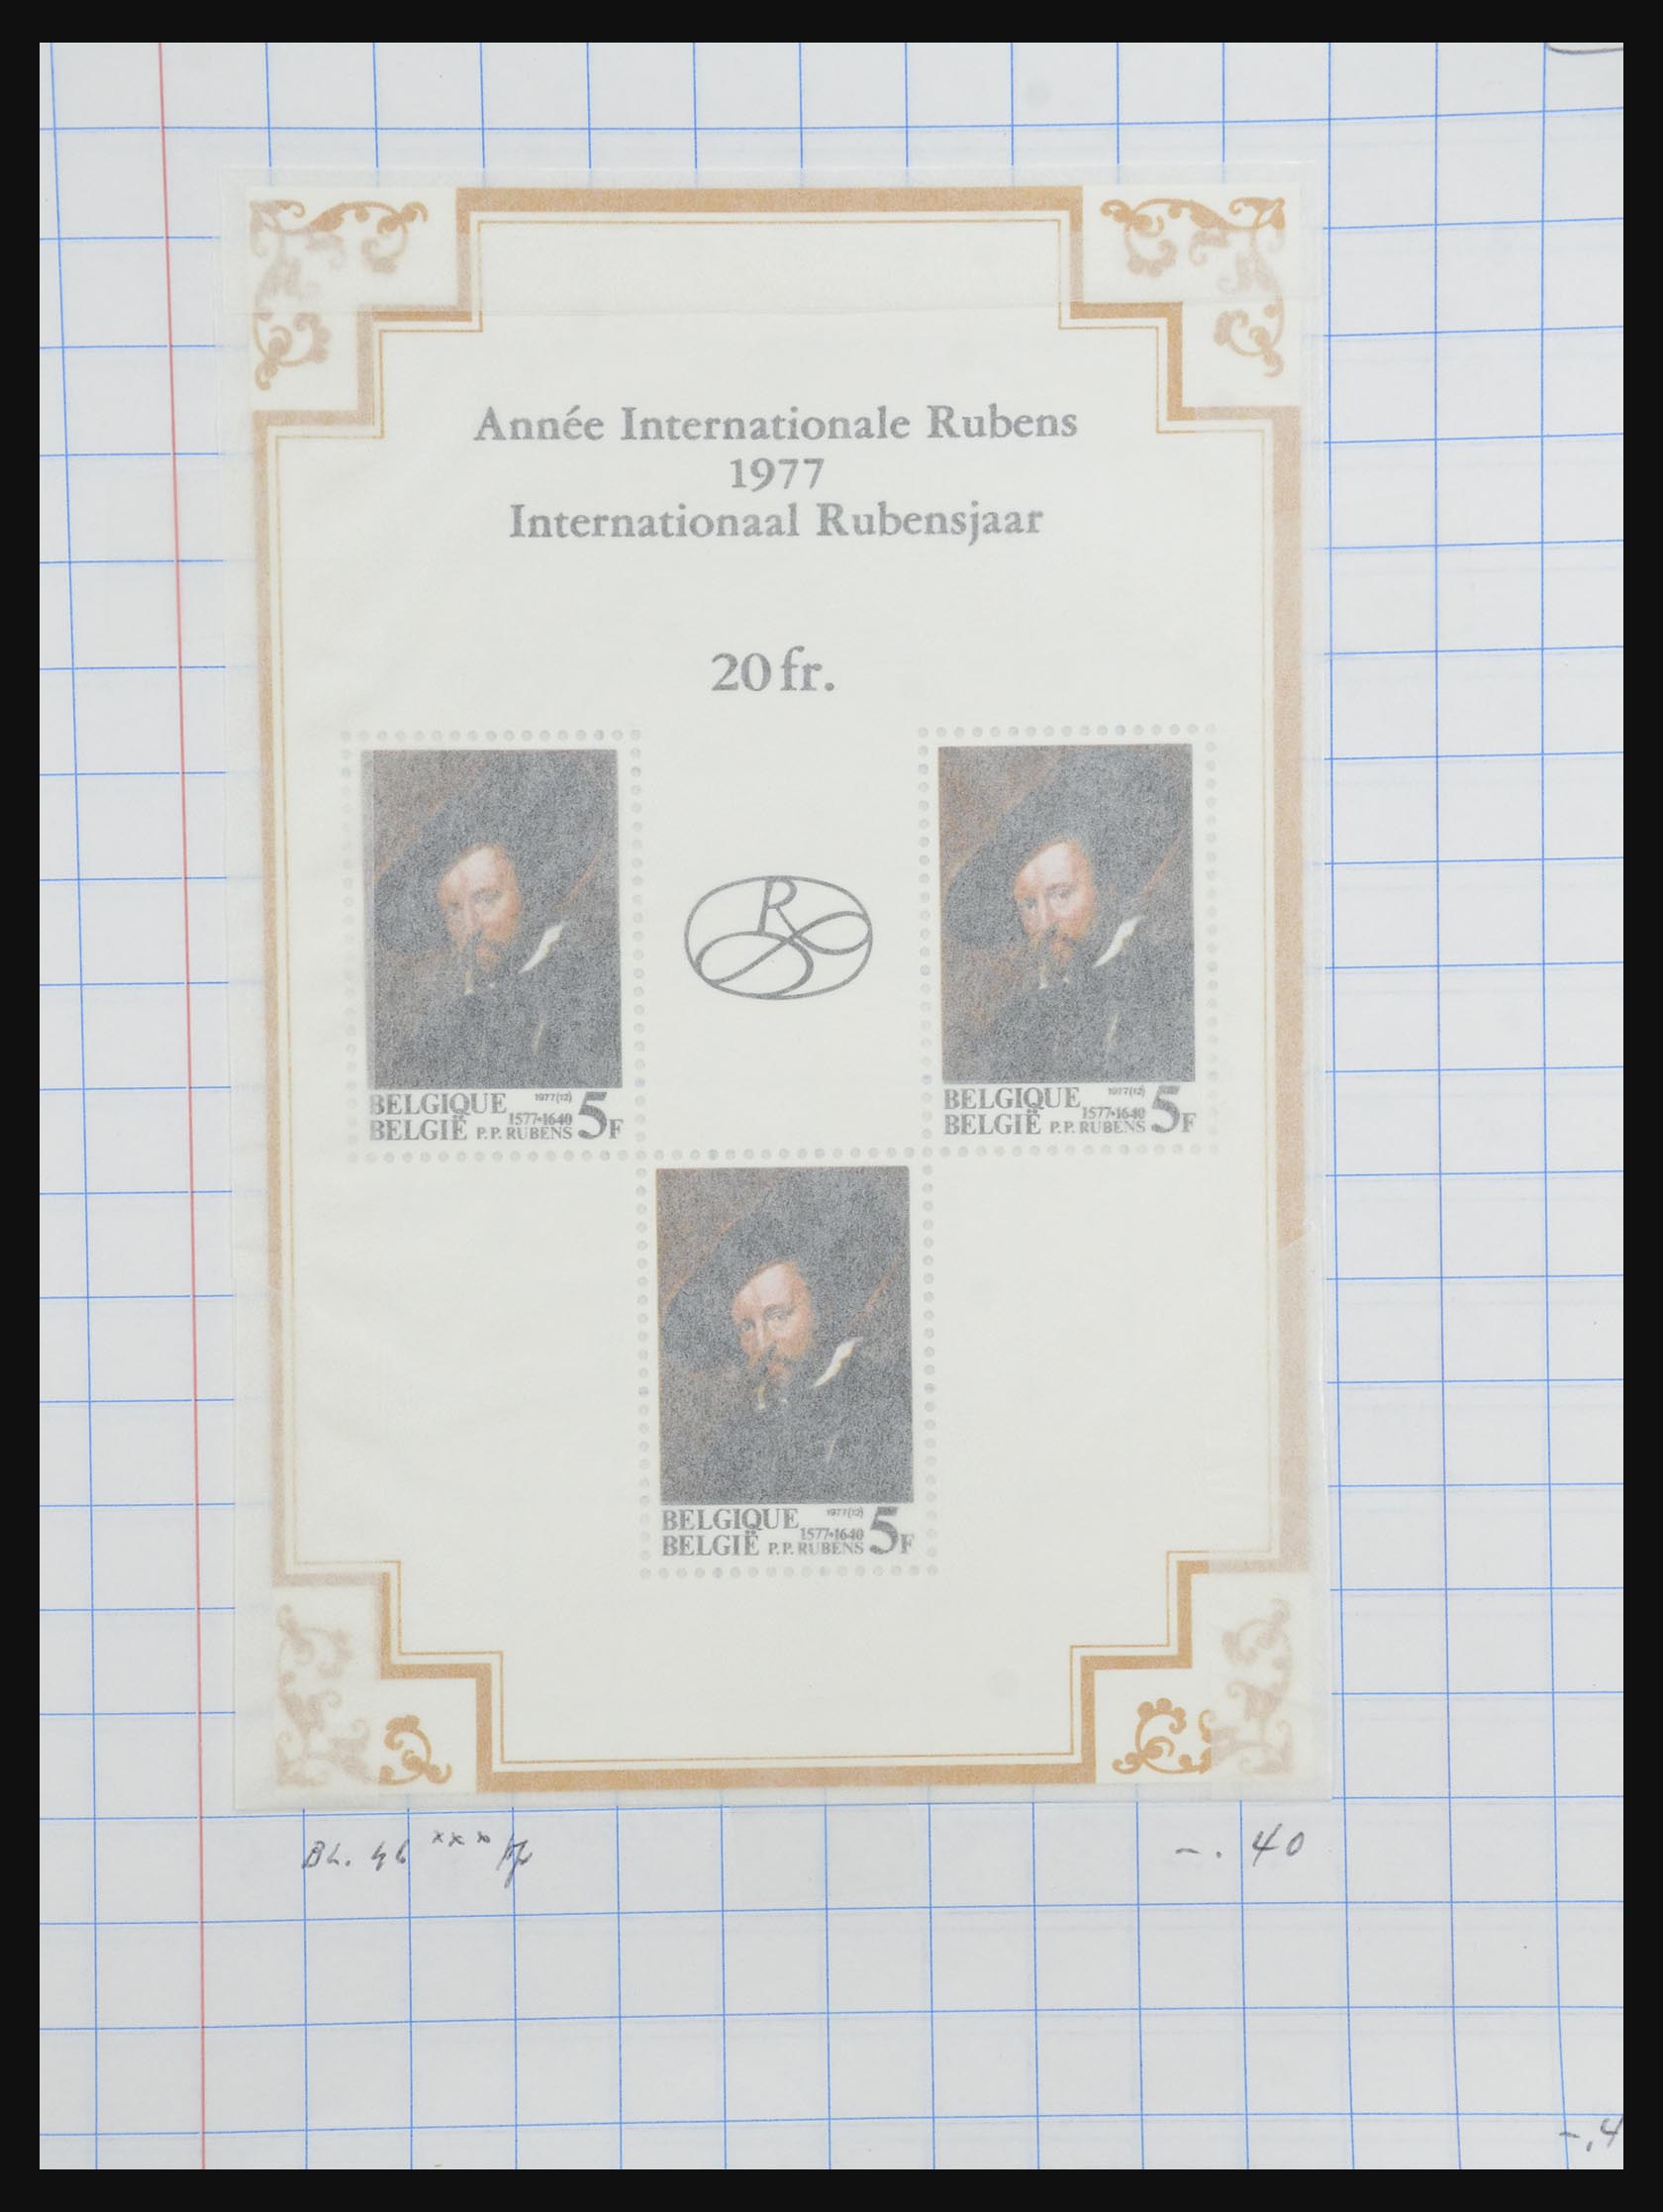 Année Internationale Rubens
1977
Internationaal Rubensjaar
20 fr.
R
BELGIQUE 1977(12)
BELGIË 1577•1640 P.P. RUBENS 5F
BELGIQUE 1977(12)
BELGIË 1577•1640 P.P. RUBENS 5F
BELGIQUE 1977(12)
BELGIË 1577•1640 P.P. RUBENS 5F
-.40
-.4